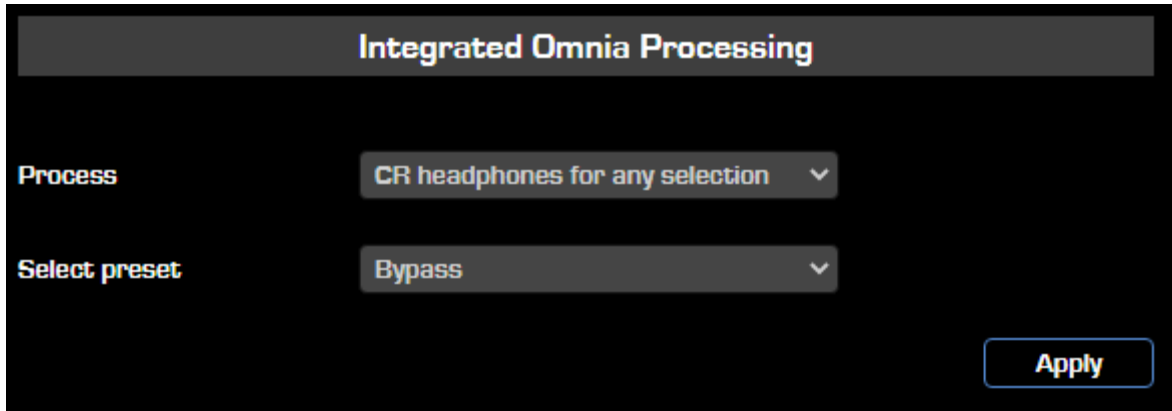 Integrated Omnia Processing
Process
CR headphones for any selection
Select preset
Bypass
Apply